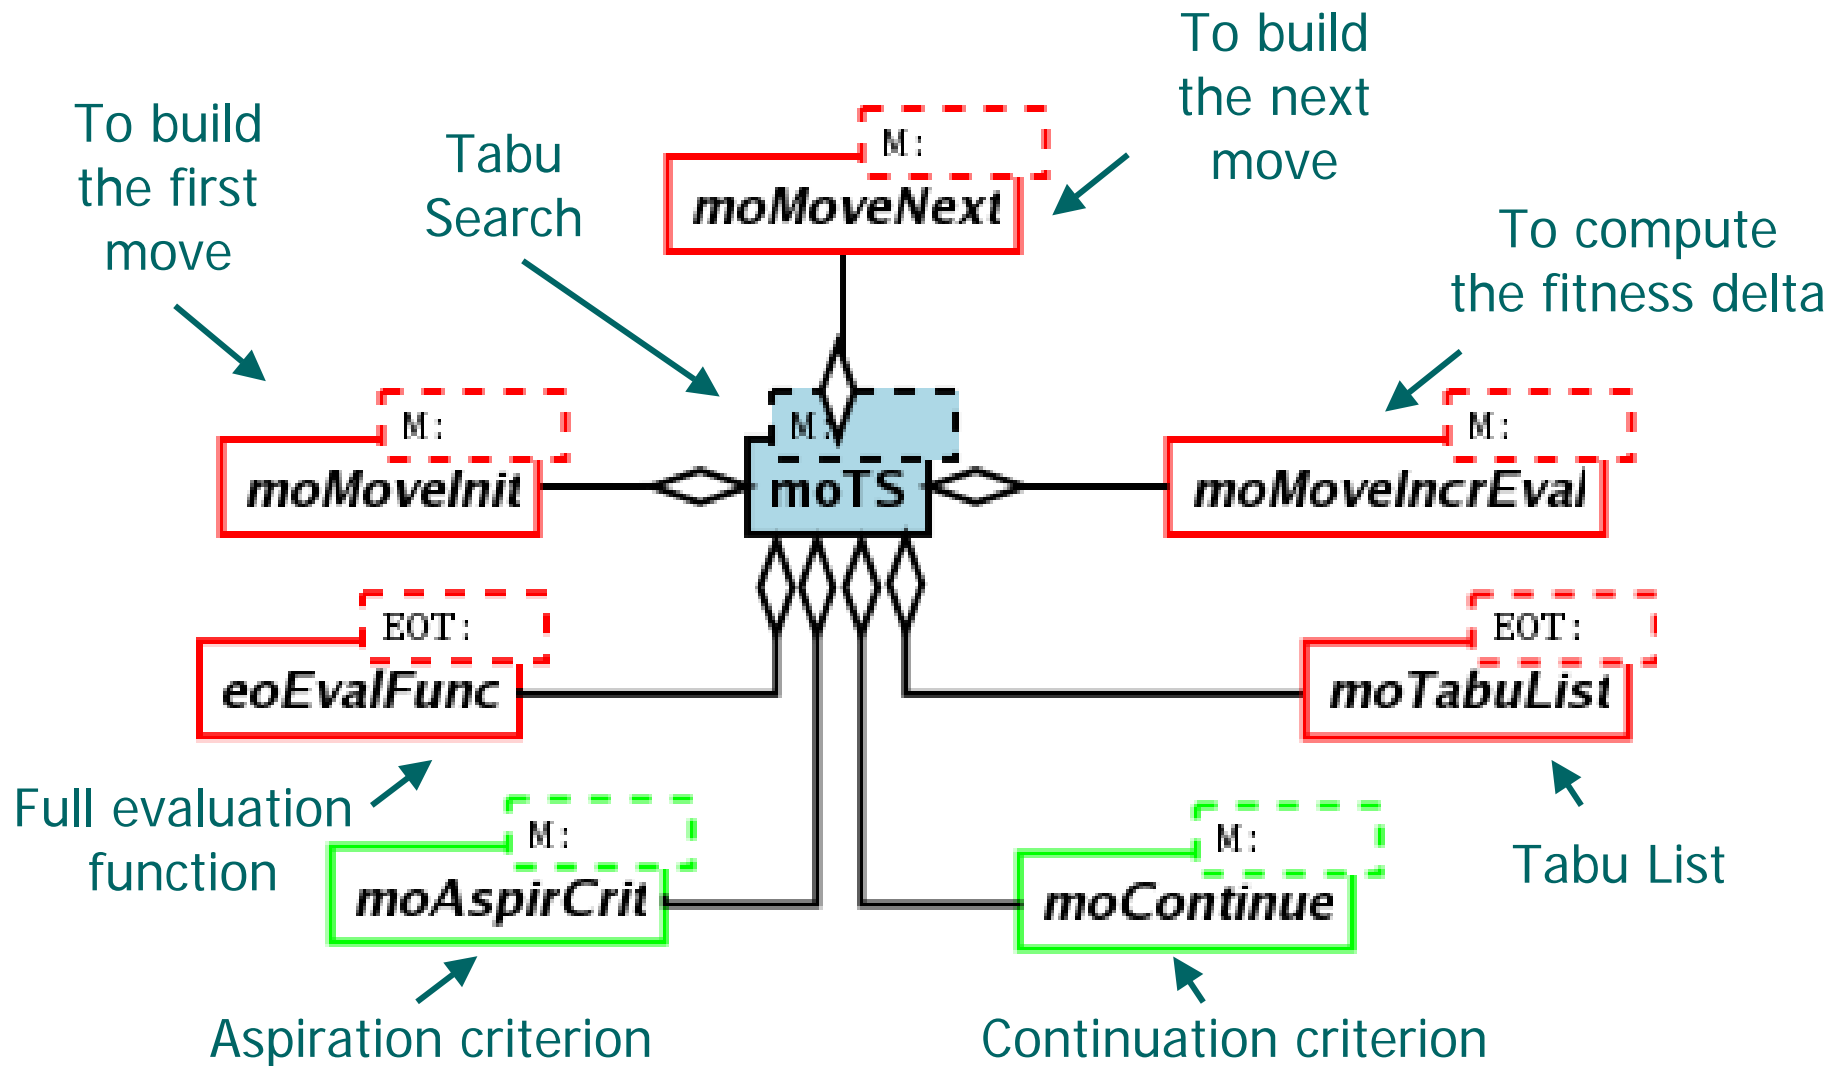 To build
the next
move
To build
the first
move
Tabu
Search
M:
moMoveNext
To compute
the fitness delta
M:
moMoveInit
M:
moTS
M:
moMoveIncrEval
EOT:
eoEvalFunc
EOT:
moTabuList
Full evaluation
function
M:
moAspirCrit
M:
moContinue
Tabu List
Aspiration criterion
Continuation criterion